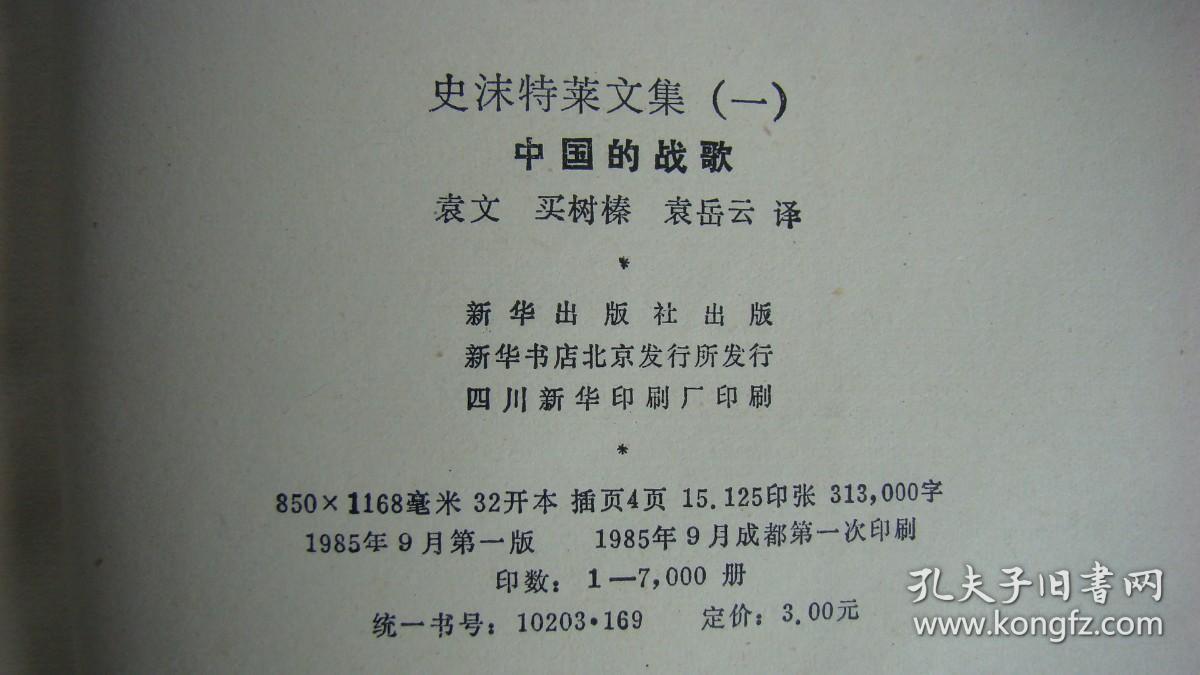 史沫特莱文集(一)
中国的战歌
袁文 买树榛 袁岳云 译
*
新华出版社出版
新华书店北京发行所发行
四川新华印刷厂印刷
*
850×1168毫米 32开本 插页4页 15.125印张 313,000字
1985年9月第一版 1985年9月成都第一次印刷
印数: 1—7,000 册
统一书号: 10203·169 定价: 3.00元
孔夫子旧书网
www.kongfz.com